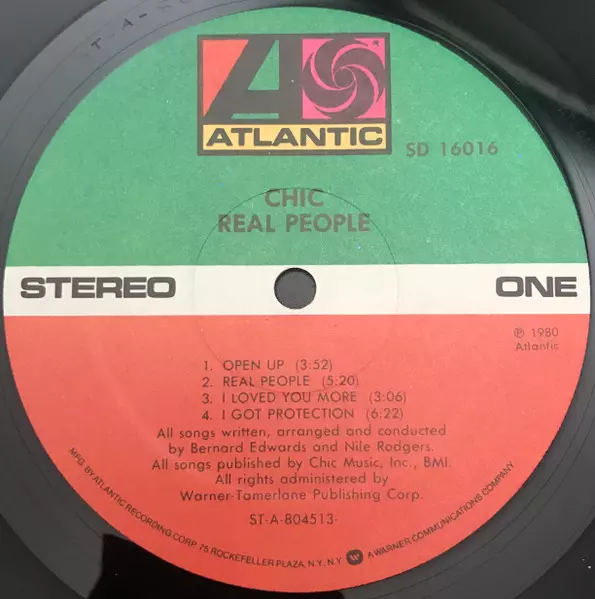 ATLANTIC
SD 16016
CHIC
REAL PEOPLE
STEREO ONE
℗ 1980
Atlantic
1. OPEN UP (3:52)
2. REAL PEOPLE (5:20)
3. I LOVED YOU MORE (3:06)
4. I GOT PROTECTION (6:22)
All songs written, arranged and conducted
by Bernard Edwards and Nile Rodgers.
All songs published by Chic Music, Inc., BMI.
All rights administered by
Warner-Tamerlane Publishing Corp.
ST-A-804513-
MFG. BY ATLANTIC RECORDING CORP. 75 ROCKEFELLER PLAZA, N.Y. N.Y. A WARNER COMMUNICATIONS COMPANY